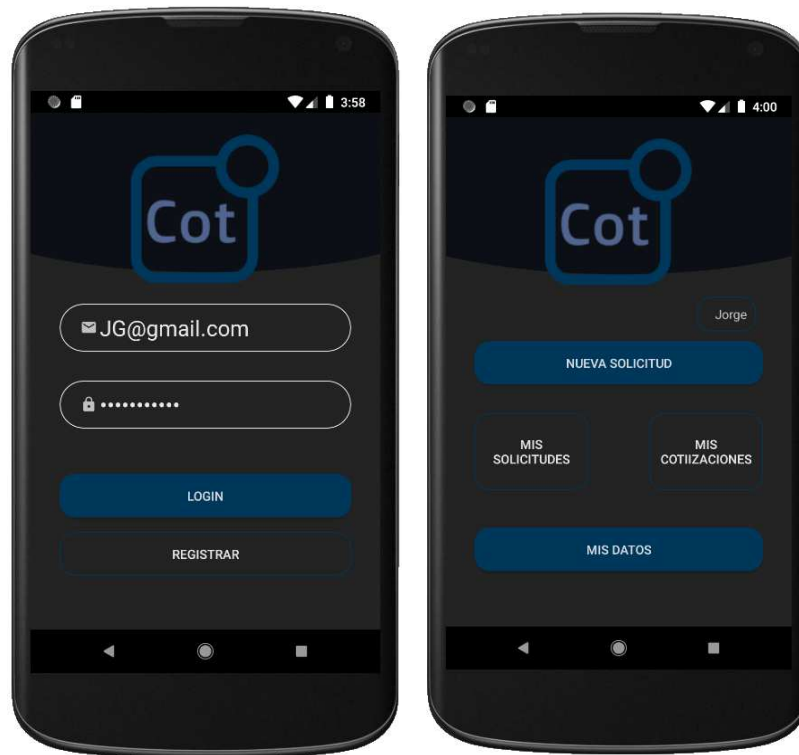 3:58
Cot
JG@gmail.com
•••••••••••
LOGIN
REGISTRAR
4:00
Cot
Jorge
NUEVA SOLICITUD
MIS
SOLICITUDES
MIS
COTIIZACIONES
MIS DATOS